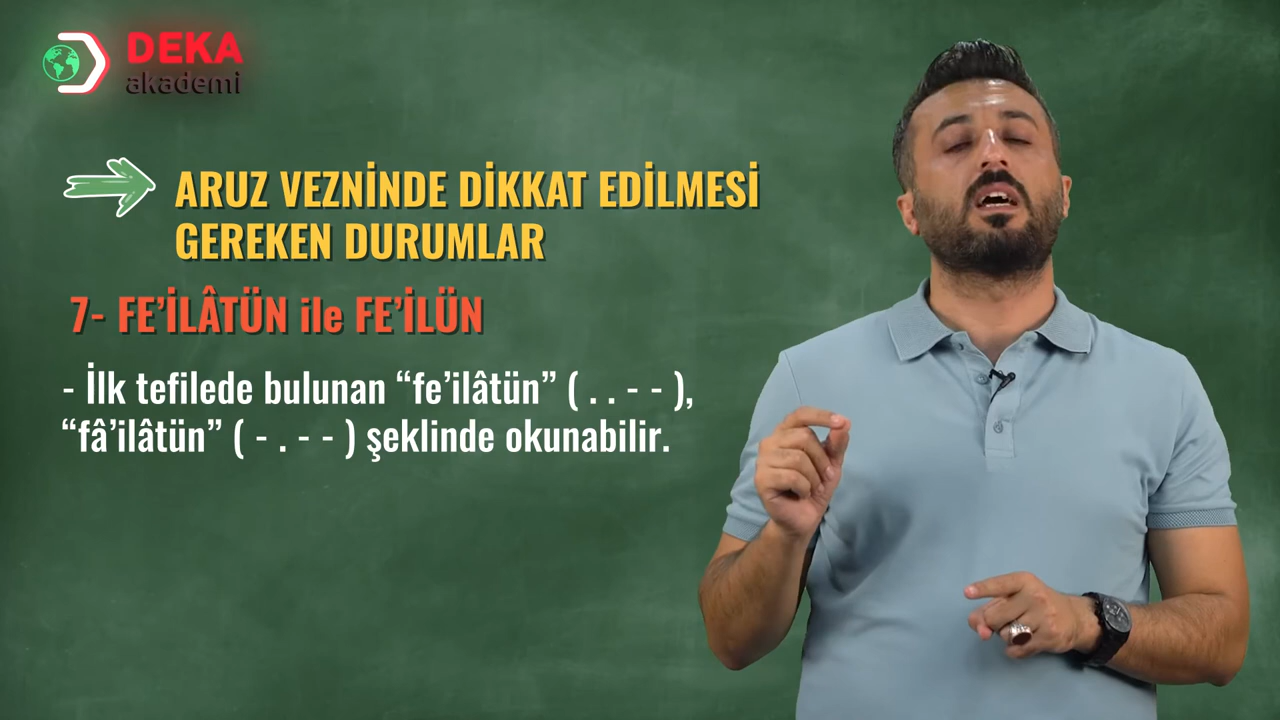 DEKA
akademi
ARUZ VEZNİNDE DİKKAT EDİLMESİ
GEREKEN DURUMLAR
7- FE’İLÂTÜN ile FE’İLÜN
- İlk tefilede bulunan “fe’ilâtün” ( . . - - ),
“fâ’ilâtün” ( - . - - ) şeklinde okunabilir.